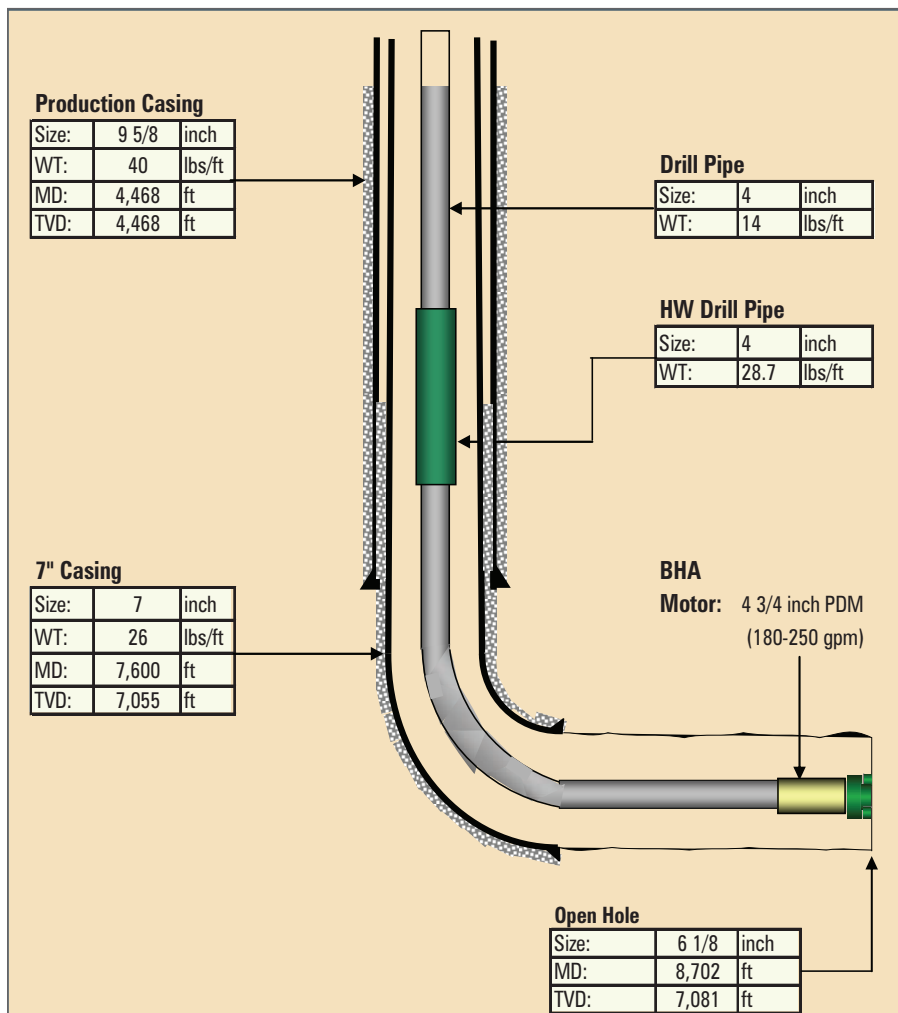 Production Casing
Size: 9 5/8 inch
WT: 40 lbs/ft
MD: 4,468 ft
TVD: 4,468 ft
Drill Pipe
Size: 4 inch
WT: 14 lbs/ft
HW Drill Pipe
Size: 4 inch
WT: 28.7 lbs/ft
7" Casing
Size: 7 inch
WT: 26 lbs/ft
MD: 7,600 ft
TVD: 7,055 ft
BHA
Motor: 4 3/4 inch PDM
(180-250 gpm)
Open Hole
Size: 6 1/8 inch
MD: 8,702 ft
TVD: 7,081 ft